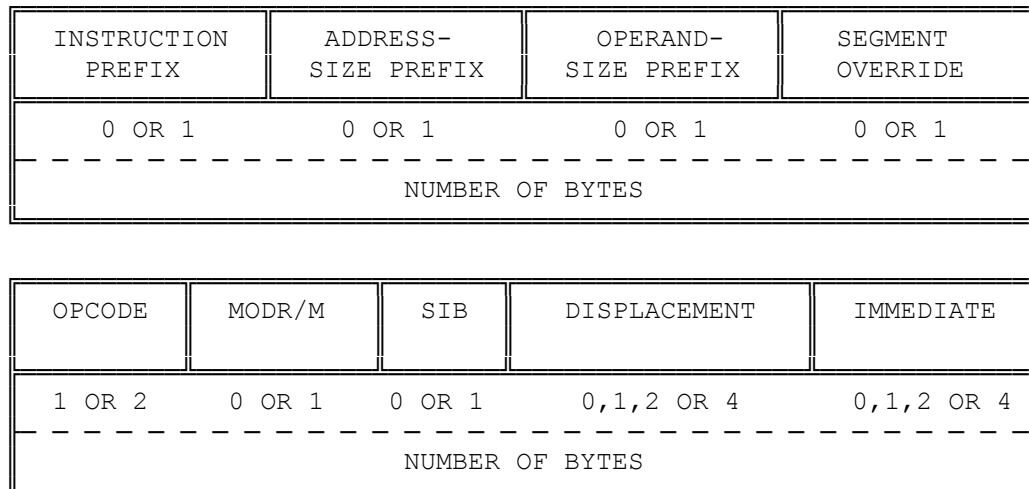 INSTRUCTION ADDRESS- OPERAND- SEGMENT
PREFIX SIZE PREFIX SIZE PREFIX OVERRIDE
0 OR 1 0 OR 1 0 OR 1 0 OR 1
NUMBER OF BYTES
OPCODE MODR/M SIB DISPLACEMENT IMMEDIATE
1 OR 2 0 OR 1 0 OR 1 0,1,2 OR 4 0,1,2 OR 4
NUMBER OF BYTES